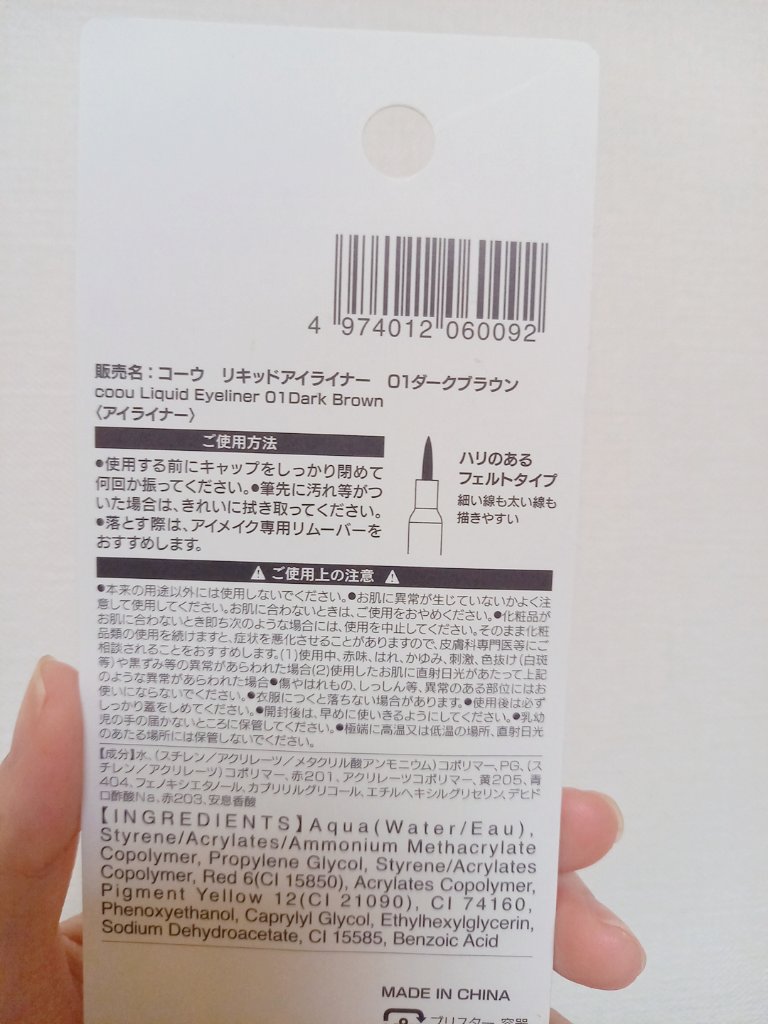 4 974012 060092
販売名：コーウ リキッドアイライナー 01ダークブラウン
coou Liquid Eyeliner 01Dark Brown
〈アイライナー〉
ご使用方法
●使用する前にキャップをしっかり閉めて
何回か振ってください。●筆先に汚れ等がつ
いた場合は、きれいに拭き取ってください。
●落とす際は、アイメイク専用リムーバーを
おすすめします。
ハリのある
フェルトタイプ
細い線も太い線も
描きやすい
⚠ ご使用上の注意 ⚠
●本来の用途以外には使用しないでください。●お肌に異常が生じていないかよく注
意して使用してください。お肌に合わないときは、ご使用をおやめください。●化粧品が
お肌に合わないとき即ち次のような場合には、使用を中止してください。そのまま化粧
品類の使用を続けますと、症状を悪化させることがありますので、皮膚科専門医等にご
相談されることをおすすめします。(1)使用中、赤味、はれ、かゆみ、刺激、色抜け(白斑
等)や黒ずみ等の異常があらわれた場合(2)使用したお肌に直射日光があたって上記
のような異常があらわれた場合●傷やはれもの、しっしん等、異常のある部位にはお
使いにならないでください。●衣服につくと落ちない場合があります。●使用後は必ず
しっかり蓋をしめてください。●開封後は、早めに使いきるようにしてください。●乳幼
児の手の届かないところに保管してください。●極端に高温又は低温の場所、直射日光
のあたる場所には保管しないでください。
【成分】水、(スチレン／アクリレーツ／メタクリル酸アンモニウム)コポリマー、PG、(ス
チレン／アクリレーツ)コポリマー、赤201、アクリレーツコポリマー、黄205、青
404、フェノキシエタノール、カプリリルグリコール、エチルヘキシルグリセリン、デヒド
ロ酢酸Na、赤203、安息香酸
【INGREDIENTS】Aqua(Water/Eau),
Styrene/Acrylates/Ammonium Methacrylate
Copolymer, Propylene Glycol, Styrene/Acrylates
Copolymer, Red 6(CI 15850), Acrylates Copolymer,
Pigment Yellow 12(CI 21090), CI 74160,
Phenoxyethanol, Caprylyl Glycol, Ethylhexylglycerin,
Sodium Dehydroacetate, CI 15585, Benzoic Acid
MADE IN CHINA
ブリスター、容器